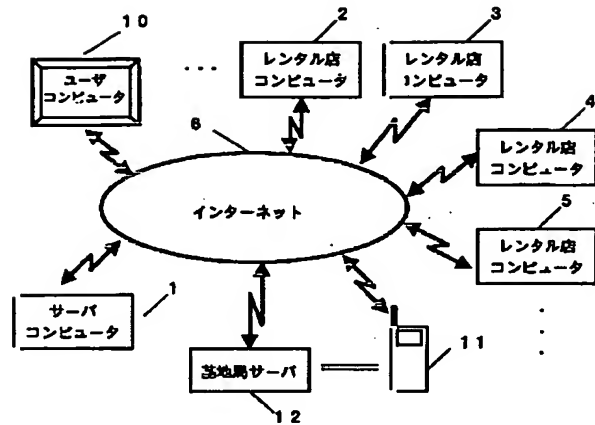 10
ユーザ
コンピュータ
...
2
レンタル店
コンピュータ
3
レンタル店
コンピュータ
6
4
レンタル店
コンピュータ
インターネット
5
レンタル店
コンピュータ
サーバ
コンピュータ
1
基地局サーバ
12
11